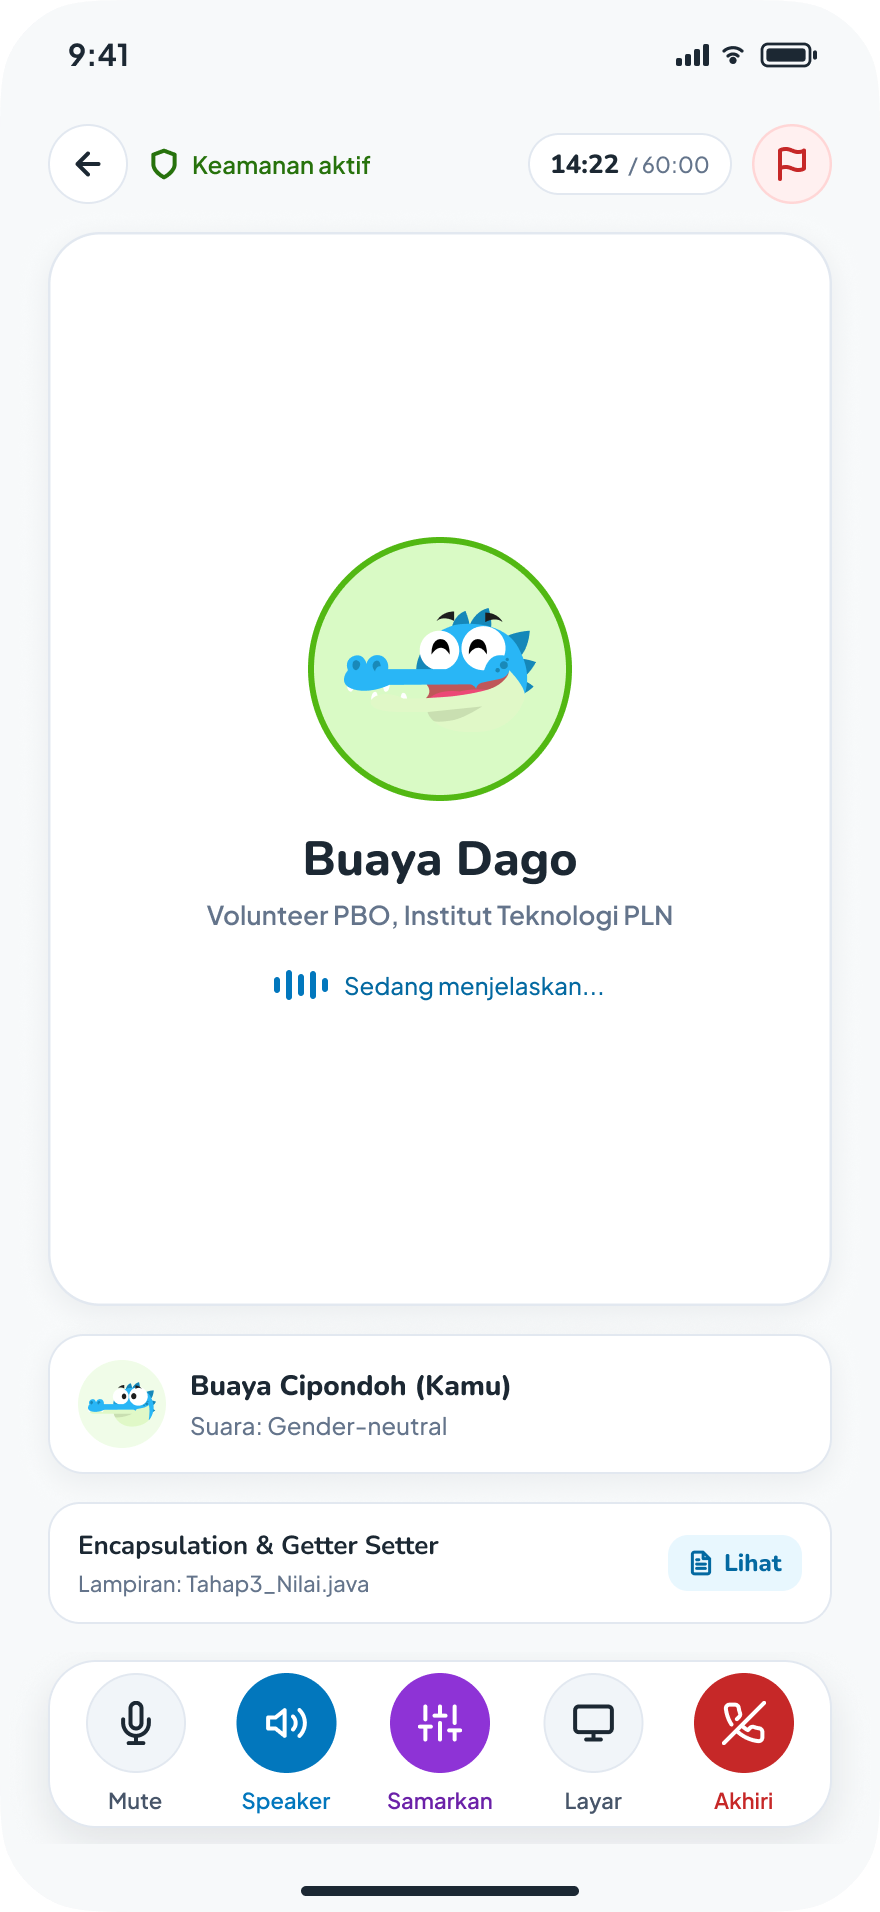 9:41
Keamanan aktif
14:22 / 60:00
Buaya Dago
Volunteer PBO, Institut Teknologi PLN
Sedang menjelaskan...
Buaya Cipondoh (Kamu)
Suara: Gender-neutral
Encapsulation & Getter Setter
Lampiran: Tahap3_Nilai.java
Lihat
Mute
Speaker
Samarkan
Layar
Akhiri